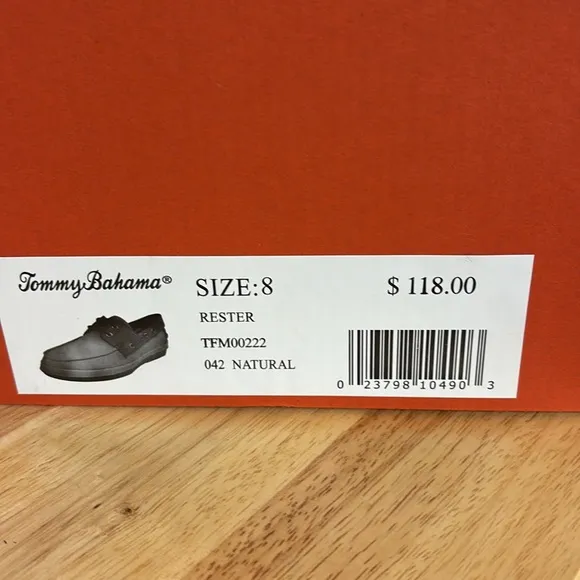 Tommy Bahama®
SIZE:8
$ 118.00
RESTER
TFM00222
042 NATURAL
0 23798 10490 3